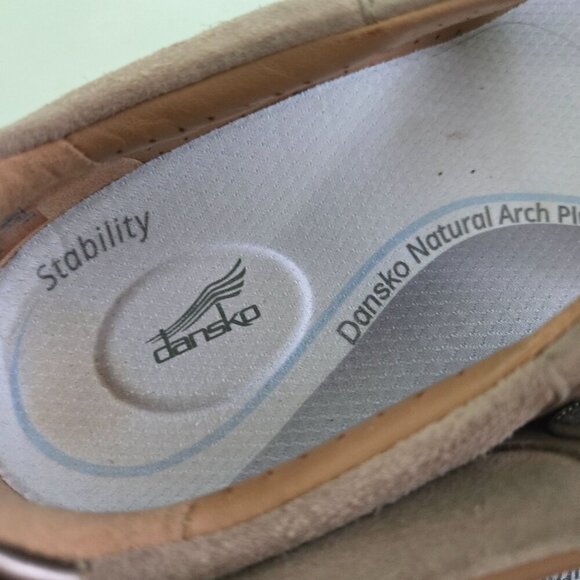 Stability
dansko
Dansko Natural Arch